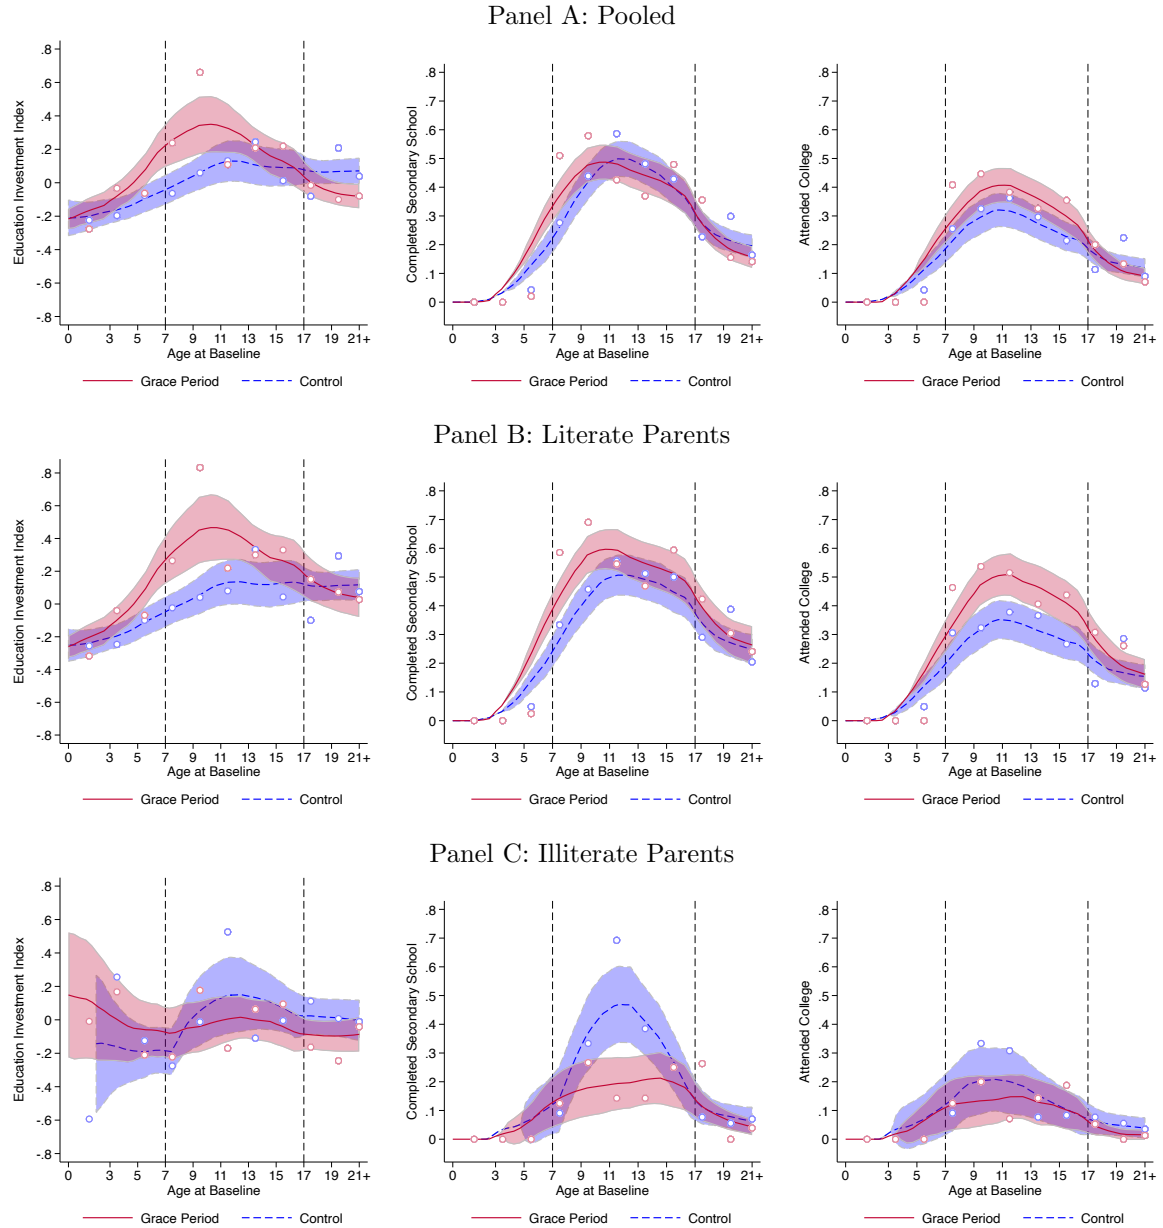 Panel A: Pooled
Education Investment Index
.8
.6
.4
.2
0
-.2
-.4
-.6
-.8
0 1 3 5 7 9 11 13 15 17 19 21+
Age at Baseline
Grace Period Control
Completed Secondary School
.8
.7
.6
.5
.4
.3
.2
.1
0
0 1 3 5 7 9 11 13 15 17 19 21+
Age at Baseline
Grace Period Control
Attended College
.8
.7
.6
.5
.4
.3
.2
.1
0
0 1 3 5 7 9 11 13 15 17 19 21+
Age at Baseline
Grace Period Control
Panel B: Literate Parents
Education Investment Index
.8
.6
.4
.2
0
-.2
-.4
-.6
-.8
0 1 3 5 7 9 11 13 15 17 19 21+
Age at Baseline
Grace Period Control
Completed Secondary School
.8
.7
.6
.5
.4
.3
.2
.1
0
0 1 3 5 7 9 11 13 15 17 19 21+
Age at Baseline
Grace Period Control
Attended College
.8
.7
.6
.5
.4
.3
.2
.1
0
0 1 3 5 7 9 11 13 15 17 19 21+
Age at Baseline
Grace Period Control
Panel C: Illiterate Parents
Education Investment Index
.8
.6
.4
.2
0
-.2
-.4
-.6
-.8
0 1 3 5 7 9 11 13 15 17 19 21+
Age at Baseline
Grace Period Control
Completed Secondary School
.8
.7
.6
.5
.4
.3
.2
.1
0
0 1 3 5 7 9 11 13 15 17 19 21+
Age at Baseline
Grace Period Control
Attended College
.8
.7
.6
.5
.4
.3
.2
.1
0
0 1 3 5 7 9 11 13 15 17 19 21+
Age at Baseline
Grace Period Control